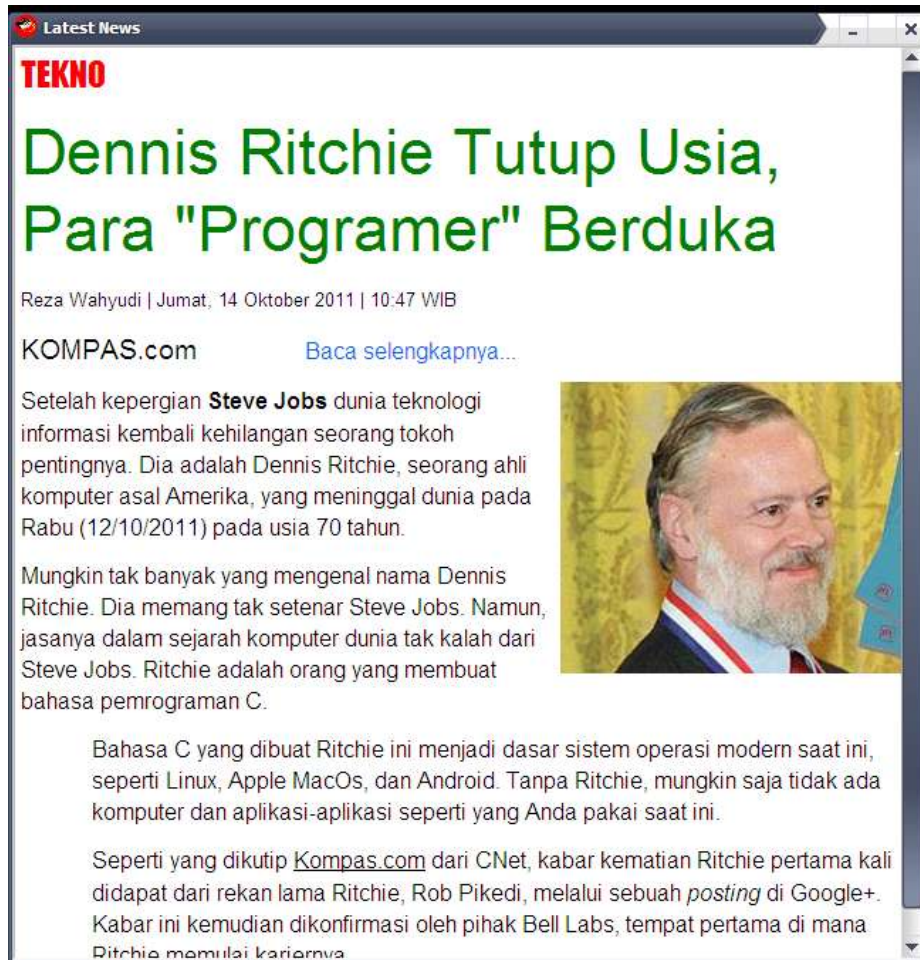 Latest News
TEKNO
Dennis Ritchie Tutup Usia,
Para "Programer" Berduka
Reza Wahyudi | Jumat, 14 Oktober 2011 | 10:47 WIB
KOMPAS.com Baca selengkapnya...
Setelah kepergian Steve Jobs dunia teknologi
informasi kembali kehilangan seorang tokoh
pentingnya. Dia adalah Dennis Ritchie, seorang ahli
komputer asal Amerika, yang meninggal dunia pada
Rabu (12/10/2011) pada usia 70 tahun.
Mungkin tak banyak yang mengenal nama Dennis
Ritchie. Dia memang tak setenar Steve Jobs. Namun,
jasanya dalam sejarah komputer dunia tak kalah dari
Steve Jobs. Ritchie adalah orang yang membuat
bahasa pemrograman C.
Bahasa C yang dibuat Ritchie ini menjadi dasar sistem operasi modern saat ini,
seperti Linux, Apple MacOs, dan Android. Tanpa Ritchie, mungkin saja tidak ada
komputer dan aplikasi-aplikasi seperti yang Anda pakai saat ini.
Seperti yang dikutip Kompas.com dari CNet, kabar kematian Ritchie pertama kali
didapat dari rekan lama Ritchie, Rob Pikedi, melalui sebuah posting di Google+.
Kabar ini kemudian dikonfirmasi oleh pihak Bell Labs, tempat pertama di mana
Ritchie memulai kariernya